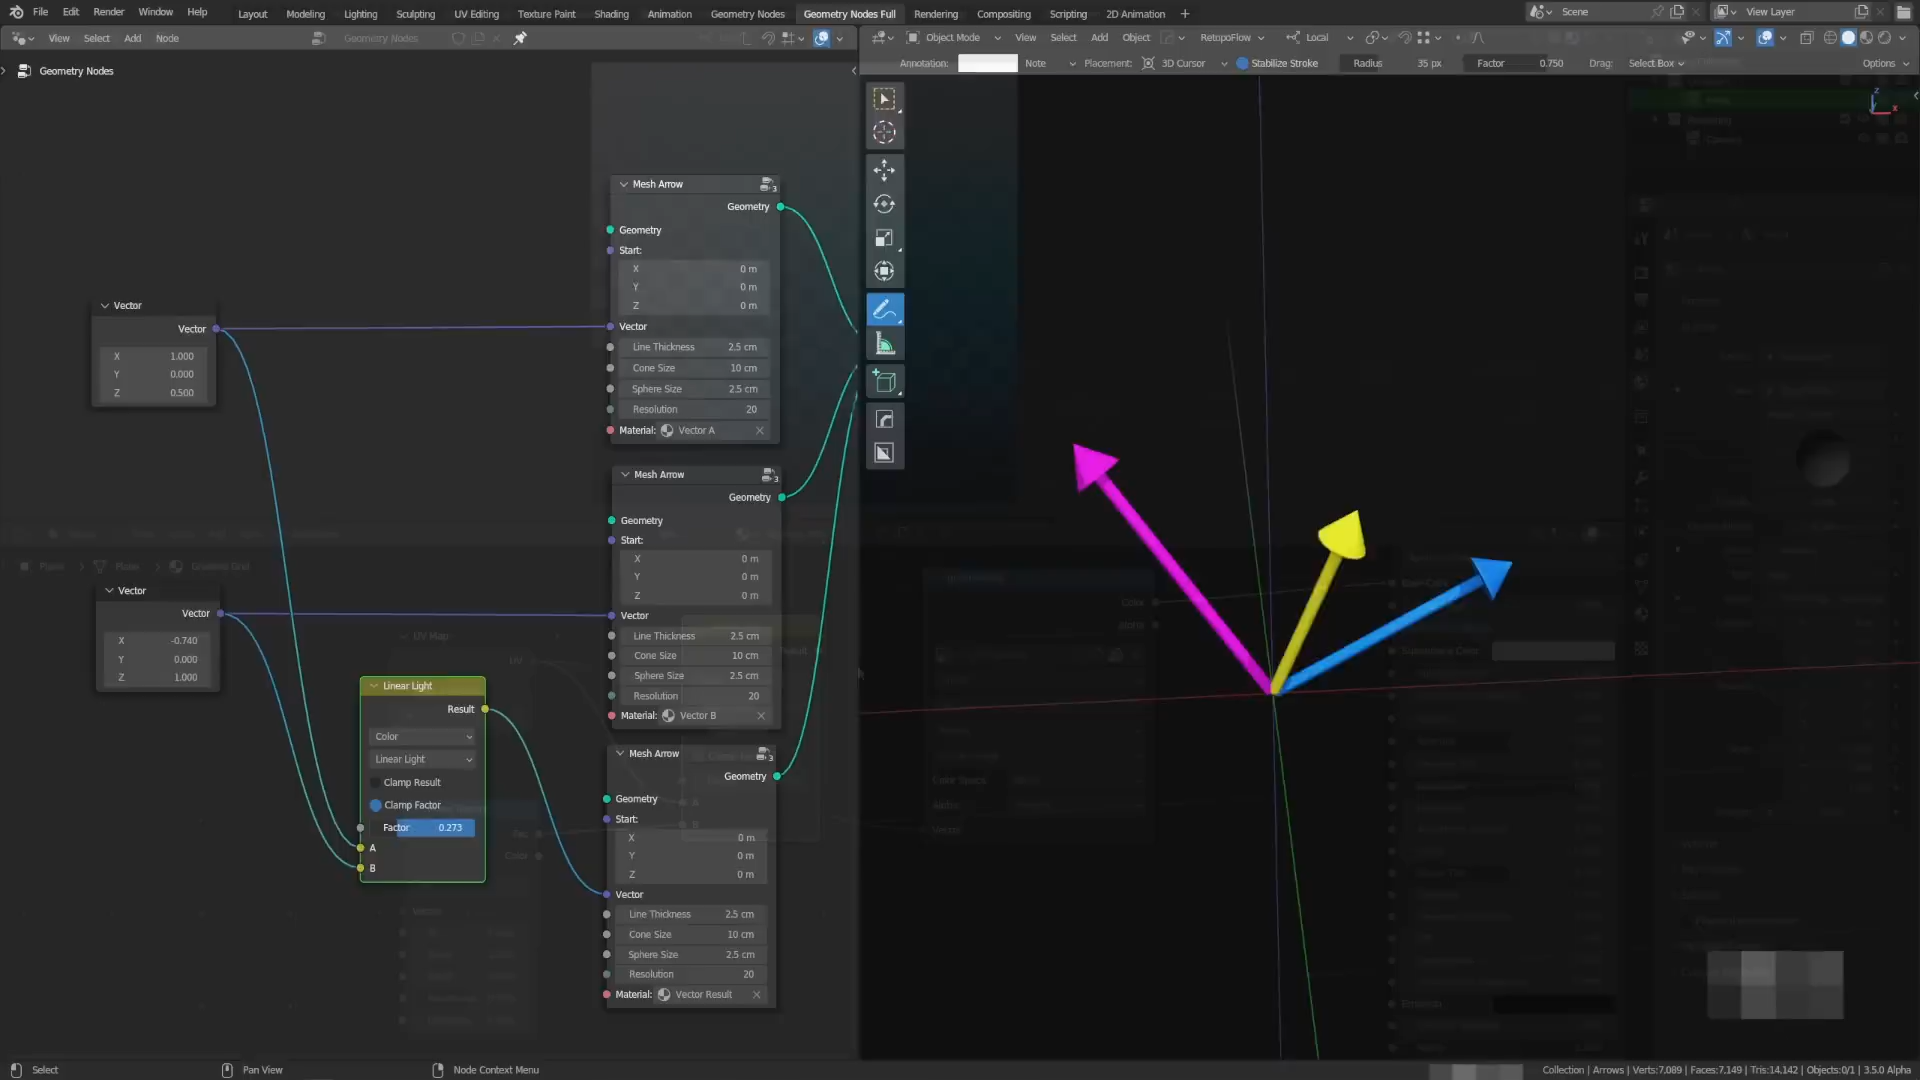 File Edit Render Window Help Layout Modeling Lighting Sculpting UV Editing Texture Paint Shading Animation Geometry Nodes Geometry Nodes Full Rendering Compositing Scripting 2D Animation + Scene View Layer
View Select Add Node Geometry Nodes Object Mode View Select Add Object RetopoFlow Local
Annotation: Note Placement: 3D Cursor Stabilize Stroke Radius 35 px Factor 0.750 Drag: Select Box Options
Geometry Nodes
Z
X
Mesh Arrow 3
Geometry
Geometry
Start:
X 0 m
Y 0 m
Z 0 m
Vector
Line Thickness 2.5 cm
Cone Size 10 cm
Sphere Size 2.5 cm
Resolution 20
Material: Vector A
Vector
Vector
X 1.000
Y 0.000
Z 0.500
Mesh Arrow 3
Geometry
Geometry
Start:
X 0 m
Y 0 m
Z 0 m
Vector
Line Thickness 2.5 cm
Cone Size 10 cm
Sphere Size 2.5 cm
Resolution 20
Material: Vector B
Vector
Vector
X -0.740
Y 0.000
Z 1.000
UV Map
UV
Linear Light
Result
Color
Linear Light
Clamp Result
Clamp Factor
Factor 0.273
A
B
Mesh Arrow 3
Geometry
Geometry
Start:
X 0 m
Y 0 m
Z 0 m
Vector
Line Thickness 2.5 cm
Cone Size 10 cm
Sphere Size 2.5 cm
Resolution 20
Material: Vector Result
Select Pan View Node Context Menu Collection | Arrows | Verts:7,089 | Faces:7,149 | Tris:14,142 | Objects:0/1 | 3.5.0 Alpha